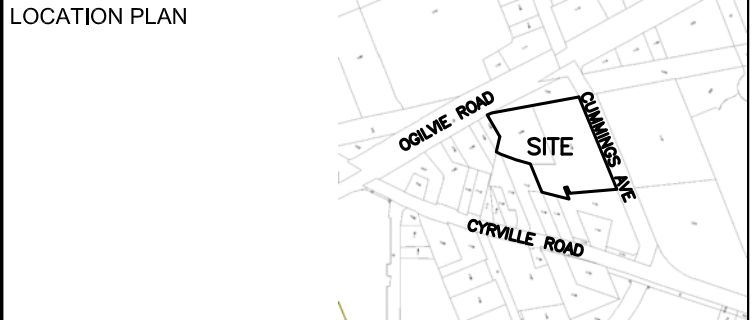 LOCATION PLAN
OGILVIE ROAD
CUMMINGS AVE
SITE
CYRVILLE ROAD